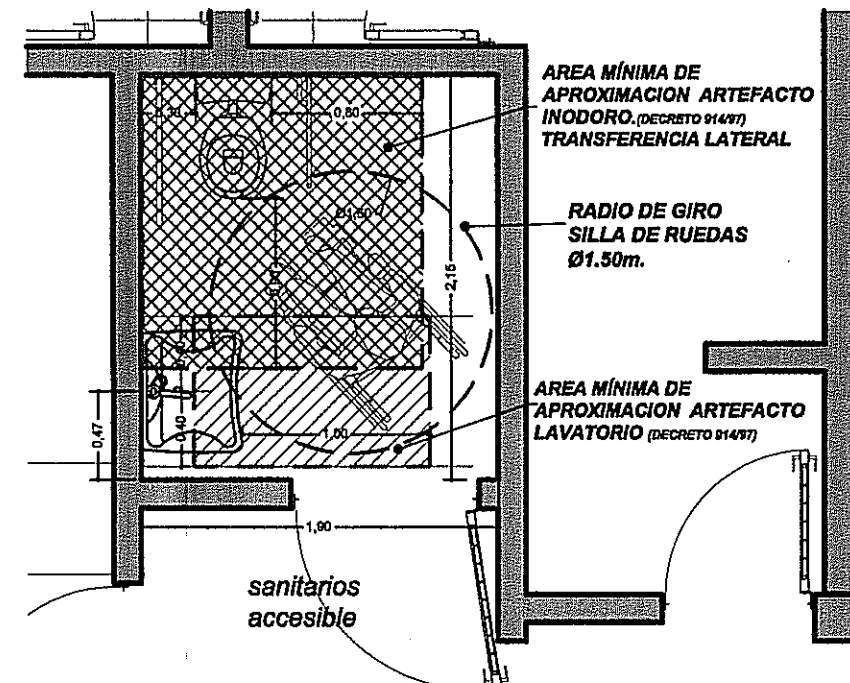 AREA MÍNIMA DE
APROXIMACION ARTEFACTO
INODORO.(DECRETO 914/97)
TRANSFERENCIA LATERAL
0,80
Ø1,50
RADIO DE GIRO
SILLA DE RUEDAS
Ø1.50m.
2,15
AREA MÍNIMA DE
APROXIMACION ARTEFACTO
LAVATORIO (DECRETO 914/97)
0,47
0,40
1,90
sanitarios
accesible